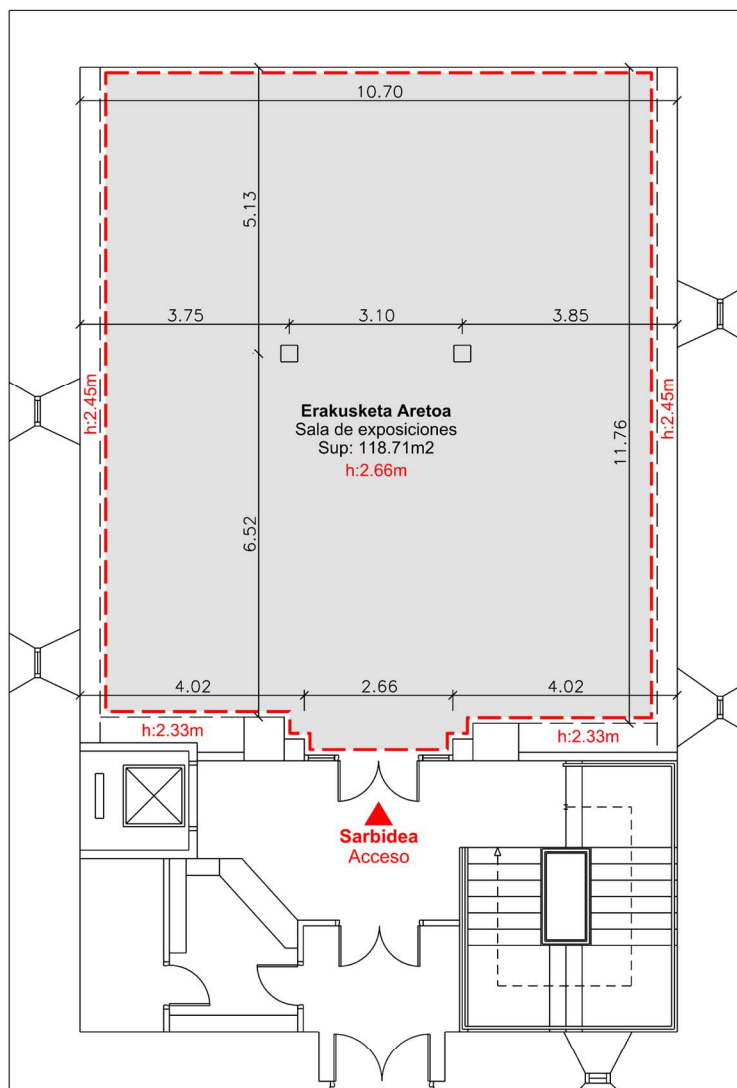 10.70
5.13
3.75
3.10
3.85
h:2.45m
h:2.45m
Erakusketa Aretoa
Sala de exposiciones
Sup: 118.71m2
h:2.66m
11.76
6.52
4.02
2.66
4.02
h:2.33m
h:2.33m
Sarbidea
Acceso